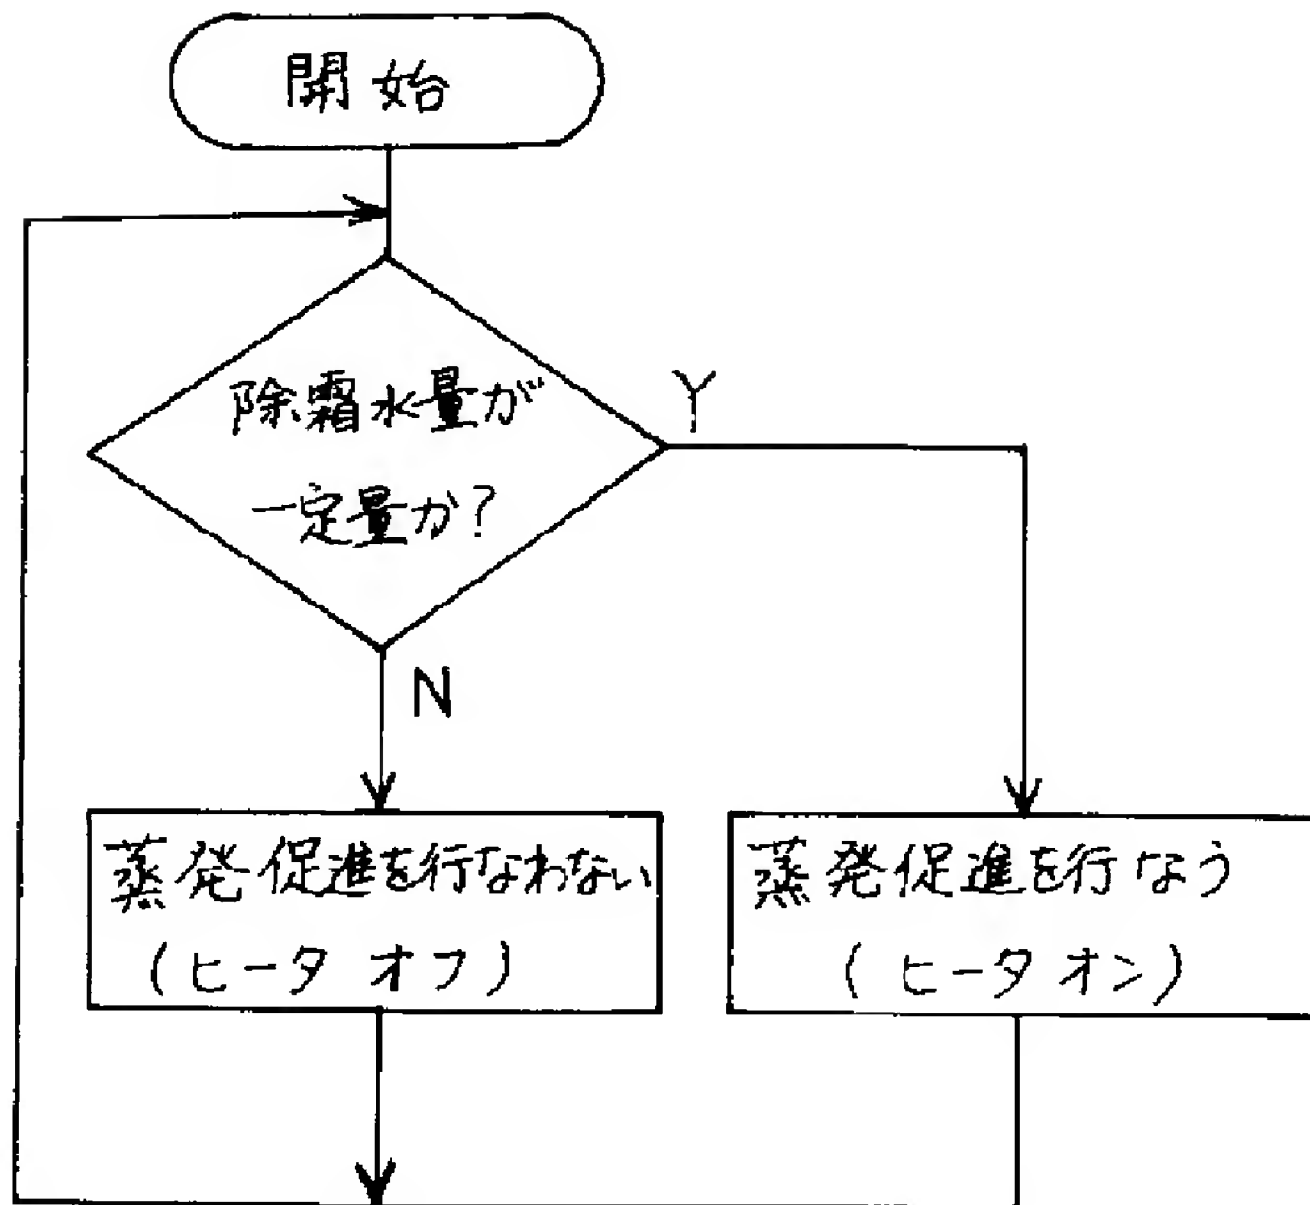 開始
除霜水量が
一定量か?
Y
N
蒸発促進を行なわない
(ヒータ オフ)
蒸発促進を行なう
(ヒータ オン)